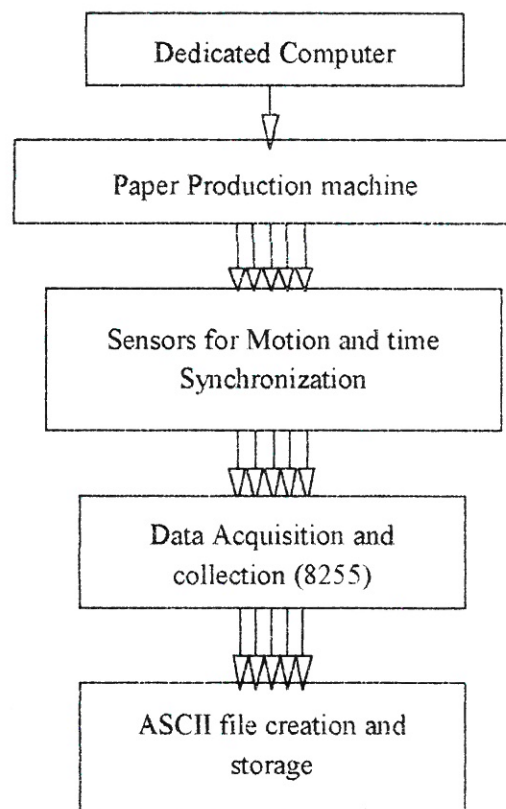 Dedicated Computer
Paper Production machine
Sensors for Motion and time
Synchronization
Data Acquisition and
collection (8255)
ASCII file creation and
storage